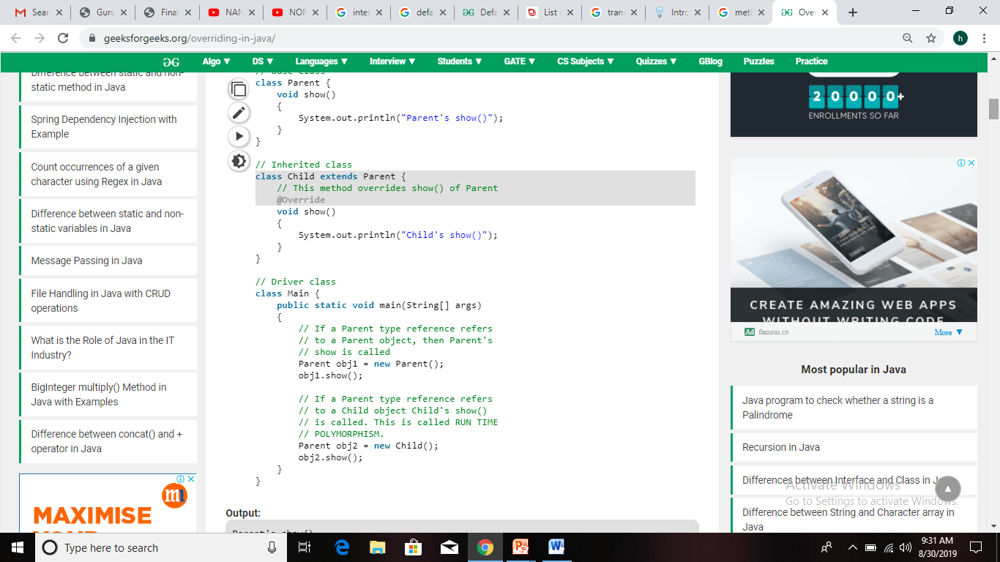 Sear
Guru
Final
NAN
NOF
inter
defa
Defa
List
tran
Intro
met
Over
geeksforgeeks.org/overriding-in-java/
h
Algo ▼ DS ▼ Languages ▼ Interview ▼ Students ▼ GATE ▼ CS Subjects ▼ Quizzes ▼ GBlog Puzzles Practice
Difference between static and non-
static method in Java
Spring Dependency Injection with
Example
Count occurrences of a given
character using Regex in Java
Difference between static and non-
static variables in Java
Message Passing in Java
File Handling in Java with CRUD
operations
What is the Role of Java in the IT
Industry?
BigInteger multiply() Method in
Java with Examples
Difference between concat() and +
operator in Java
m1
MAXIMISE
YOUR
// Base Class
class Parent {
    void show()
    {
        System.out.println("Parent's show()");
    }
}

// Inherited class
class Child extends Parent {
    // This method overrides show() of Parent
    @Override
    void show()
    {
        System.out.println("Child's show()");
    }
}

// Driver class
class Main {
    public static void main(String[] args)
    {
        // If a Parent type reference refers
        // to a Parent object, then Parent's
        // show is called
        Parent obj1 = new Parent();
        obj1.show();

        // If a Parent type reference refers
        // to a Child object Child's show()
        // is called. This is called RUN TIME
        // POLYMORPHISM.
        Parent obj2 = new Child();
        obj2.show();
    }
}
Output:
Parent's show()
20000+
ENROLLMENTS SO FAR
CREATE AMAZING WEB APPS
WITHOUT WRITING CODE
Ad famous.co More ▼
Most popular in Java
Java program to check whether a string is a
Palindrome
Recursion in Java
Differences between Interface and Class in J
Difference between String and Character array in
Java
Activate Windows
Go to Settings to activate Windows.
Type here to search
9:31 AM
8/30/2019